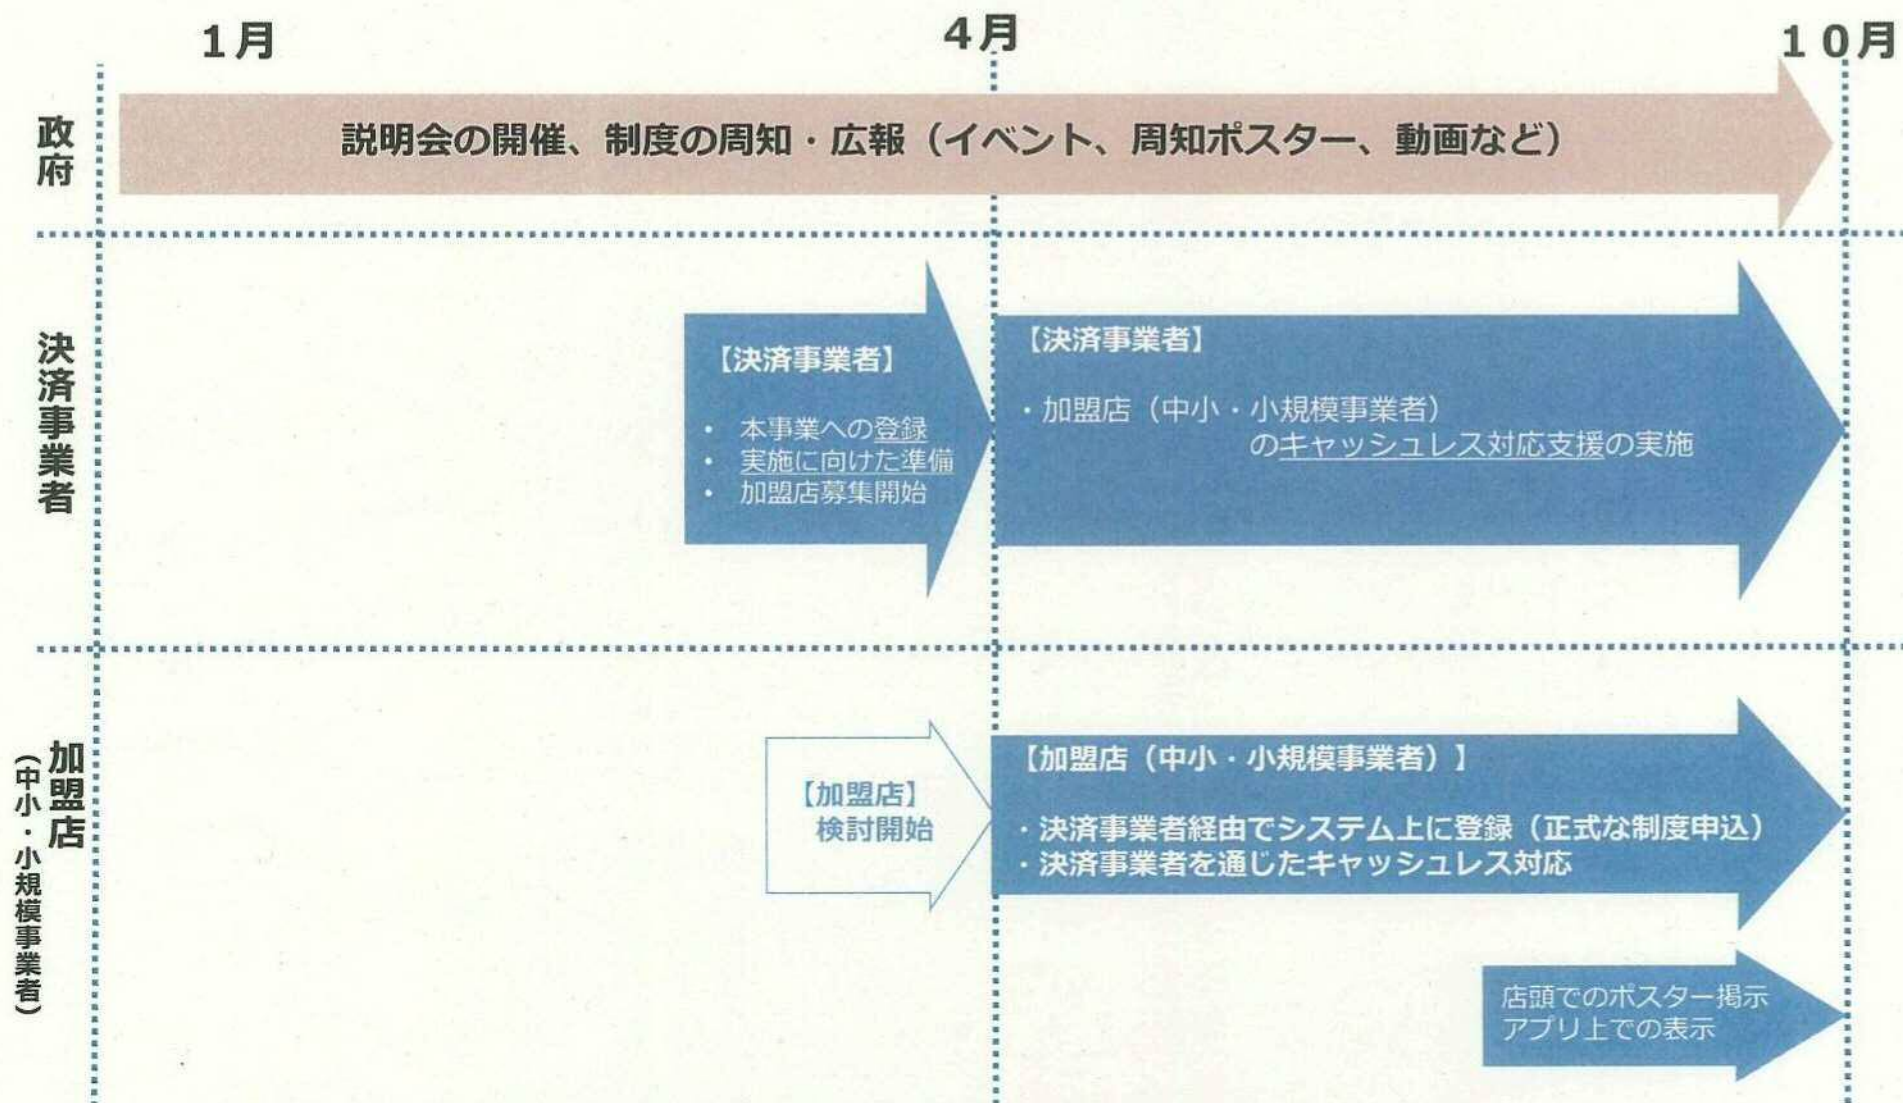 1月
4月
10月
政府
説明会の開催、制度の周知・広報（イベント、周知ポスター、動画など）
決済事業者
【決済事業者】
・ 本事業への登録
・ 実施に向けた準備
・ 加盟店募集開始
【決済事業者】
・加盟店（中小・小規模事業者）
のキャッシュレス対応支援の実施
加盟店
（中小・小規模事業者）
【加盟店】
検討開始
【加盟店（中小・小規模事業者）】
・決済事業者経由でシステム上に登録（正式な制度申込）
・決済事業者を通じたキャッシュレス対応
店頭でのポスター掲示
アプリ上での表示